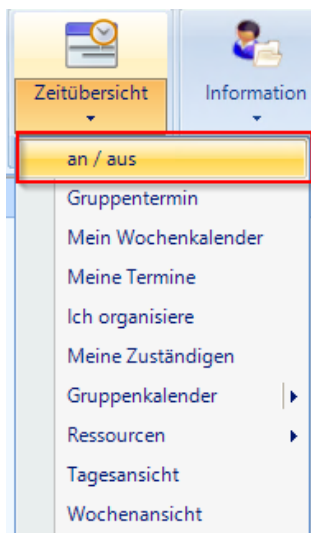 Zeitübersicht
Information
an / aus
Gruppentermin
Mein Wochenkalender
Meine Termine
Ich organisiere
Meine Zuständigen
Gruppenkalender
Ressourcen
Tagesansicht
Wochenansicht